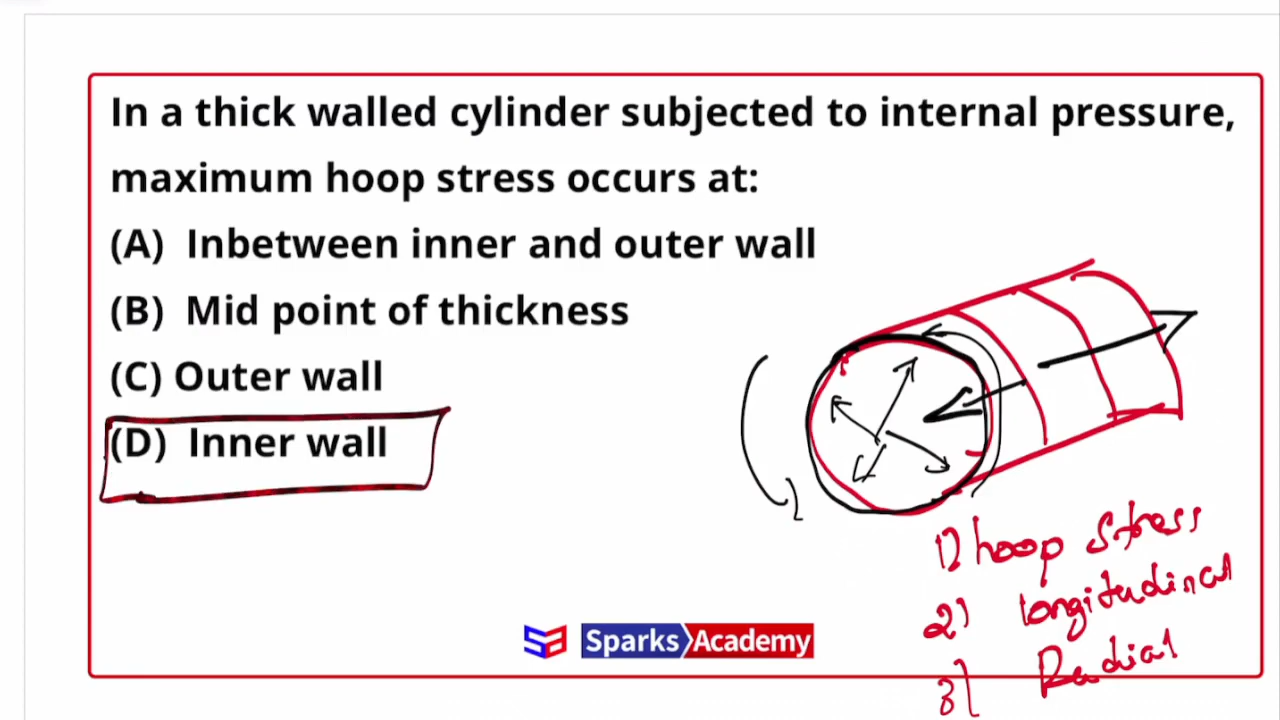 In a thick walled cylinder subjected to internal pressure,
maximum hoop stress occurs at:
(A) Inbetween inner and outer wall
(B) Mid point of thickness
(C) Outer wall
(D) Inner wall
1) hoop stress
2) longitudinal
3) Radial
Sparks Academy